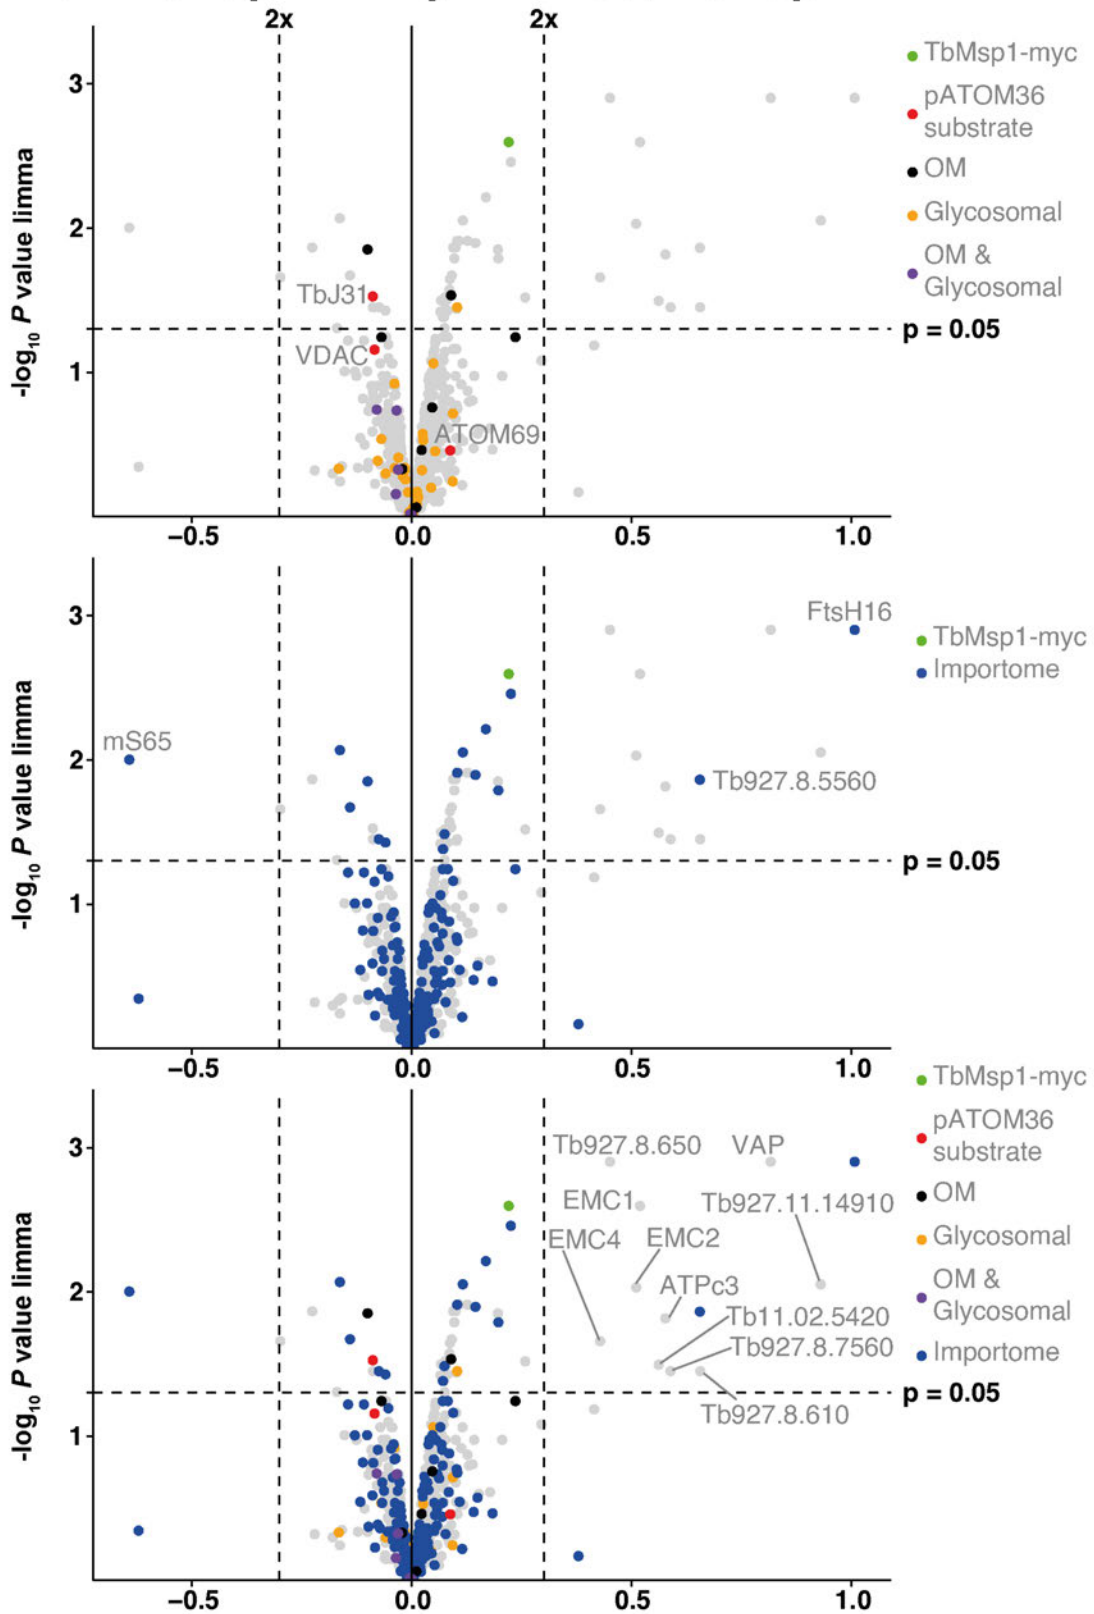 2x 2x
3
2
1
-log10 P value limma
TbJ31
VDAC
ATOM69
p = 0.05
−0.5 0.0 0.5 1.0
TbMsp1-myc
pATOM36
substrate
OM
Glycosomal
OM &
Glycosomal
3
2
1
-log10 P value limma
FtsH16
mS65
Tb927.8.5560
p = 0.05
−0.5 0.0 0.5 1.0
TbMsp1-myc
Importome
3
2
1
-log10 P value limma
Tb927.8.650 VAP
EMC1 Tb927.11.14910
EMC4 EMC2
ATPc3
Tb11.02.5420
Tb927.8.7560
Tb927.8.610
p = 0.05
−0.5 0.0 0.5 1.0
TbMsp1-myc
pATOM36
substrate
OM
Glycosomal
OM &
Glycosomal
Importome